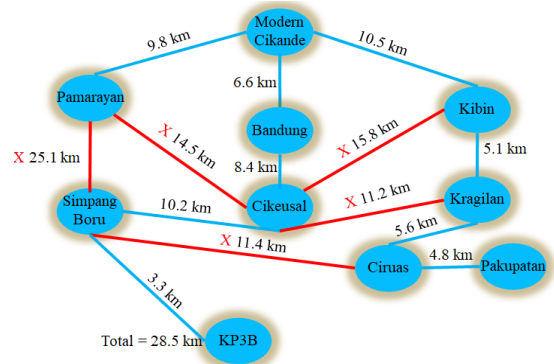 Modern
Cikande
9.8 km
10.5 km
6.6 km
Pamarayan
Kibin
X 14.5 km
Bandung
X 15.8 km
X 25.1 km
8.4 km
5.1 km
Simpang
Boru
10.2 km
Cikeusal
X 11.2 km
Kragilan
X 11.4 km
5.6 km
Ciruas
4.8 km
Pakupatan
3.3 km
Total = 28.5 km
KP3B